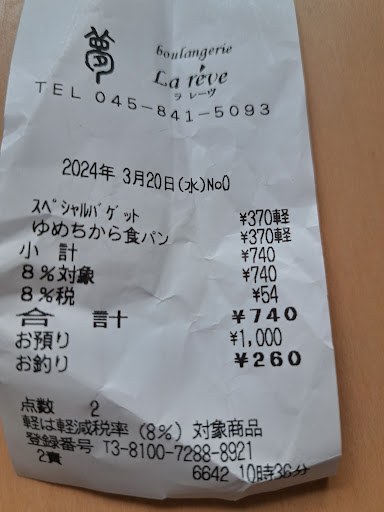 夢
boulangerie
La rêve
ラ レーヴ
TEL 045-841-5093
2024年 3月20日(水)No0
ｽﾍﾟｼｬﾙﾊﾞｹﾞｯﾄ ¥370軽
ゆめちから食パン ¥370軽
小 計 ¥740
8%対象 ¥740
8%税 ¥54
合 計 ¥740
お預り ¥1,000
お釣り ¥260
点数 2
軽は軽減税率(8%)対象商品
登録番号 T3-8100-7288-8921
2責 6642 10時36分